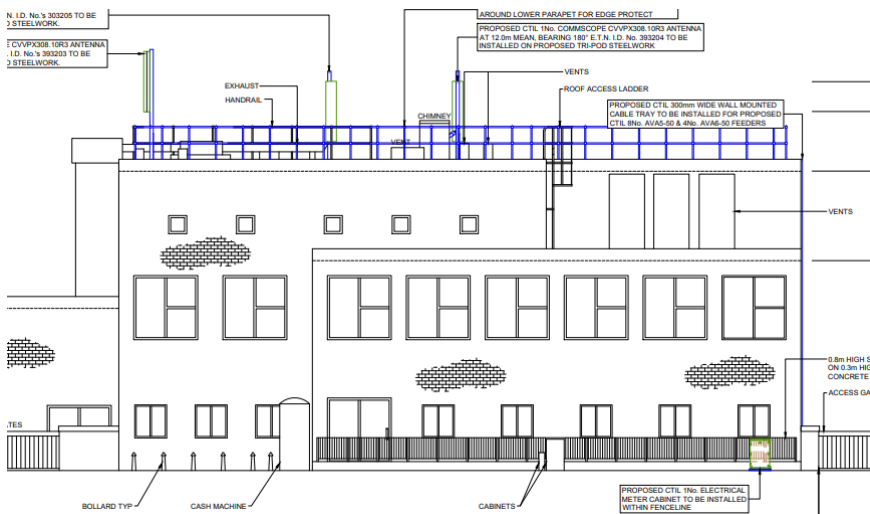 N. I.D. No.'s 303205 TO BE
D STEELWORK.
E CVVPX308.10R3 ANTENNA
N. I.D. No.'s 393203 TO BE
D STEELWORK.
AROUND LOWER PARAPET FOR EDGE PROTECT
PROPOSED CTIL 1No. COMMSCOPE CVVPX308.10R3 ANTENNA
AT 12.0m MEAN, BEARING 180° E.T.N. I.D. No. 393204 TO BE
INSTALLED ON PROPOSED TRI-POD STEELWORK
EXHAUST
HANDRAIL
VENTS
ROOF ACCESS LADDER
CHIMNEY
VENT
PROPOSED CTIL 300mm WIDE WALL MOUNTED
CABLE TRAY TO BE INSTALLED FOR PROPOSED
CTIL 8No. AVA5-50 & 4No. AVA6-50 FEEDERS
VENTS
0.8m HIGH S
ON 0.3m HIG
CONCRETE
ACCESS GA
ATES
BOLLARD TYP
CASH MACHINE
CABINETS
PROPOSED CTIL 1No. ELECTRICAL
METER CABINET TO BE INSTALLED
WITHIN FENCELINE